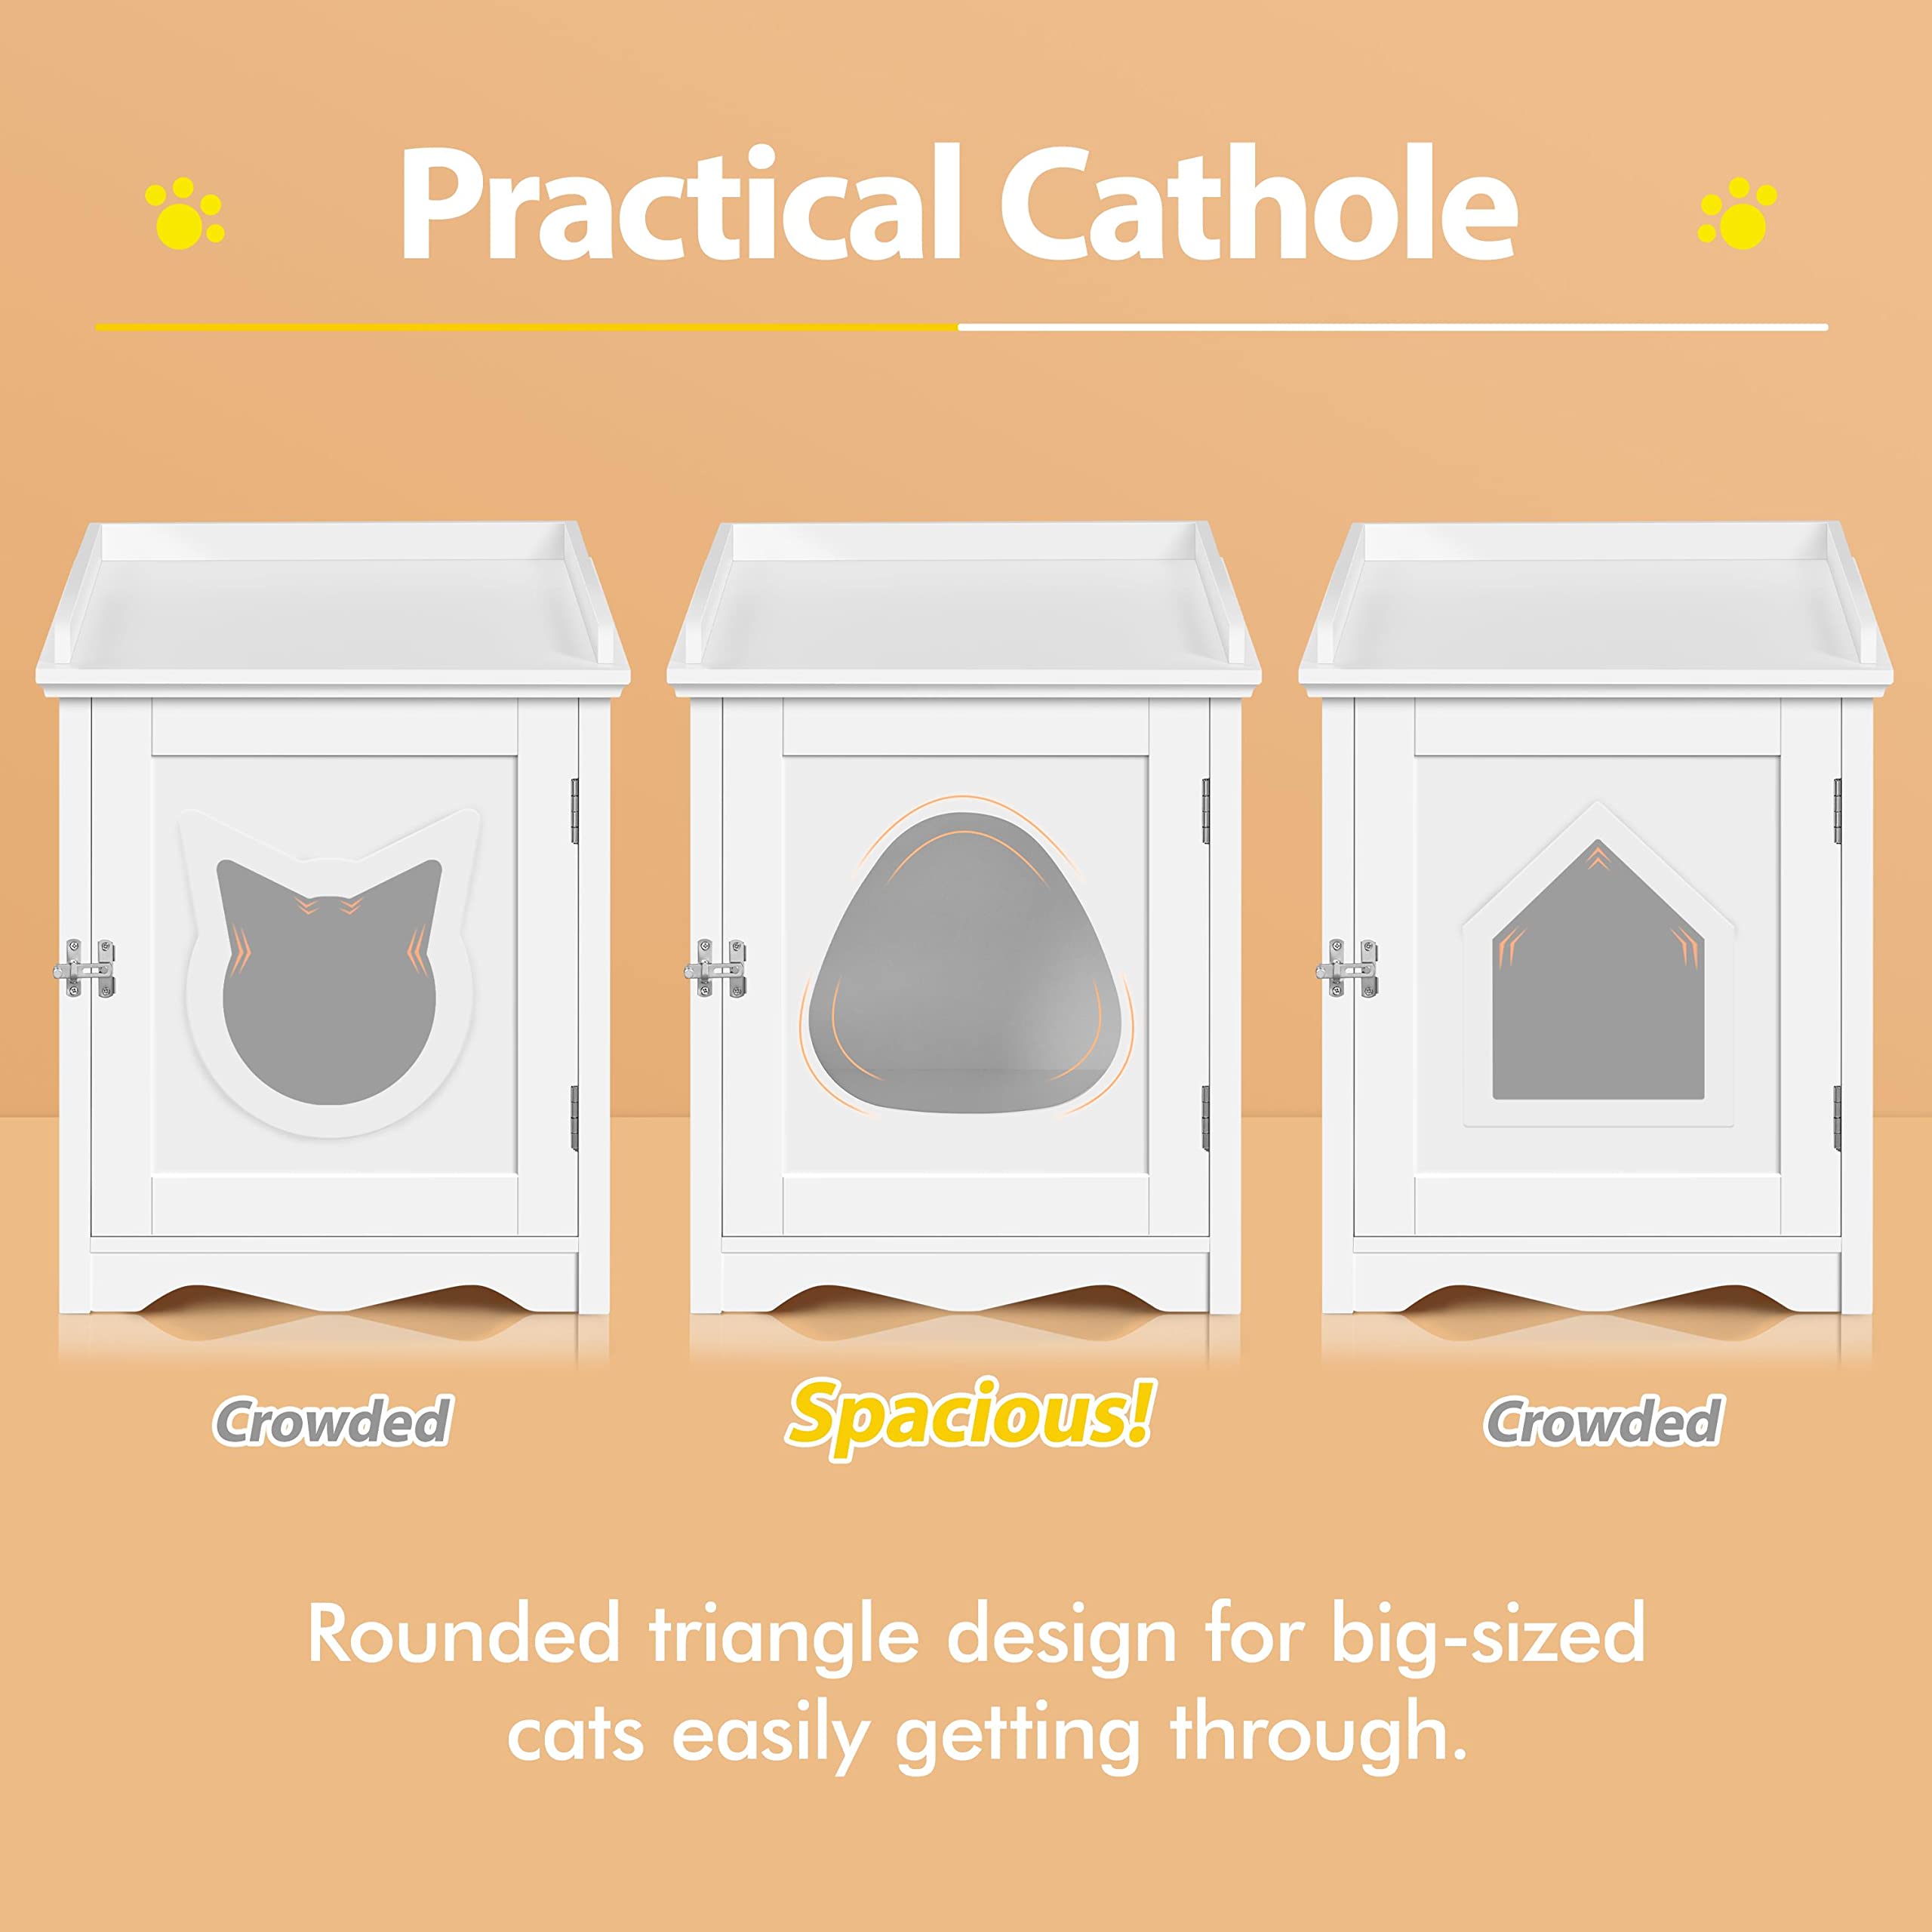 Practical Cathole
Crowded
Spacious!
Crowded
Rounded triangle design for big-sized
cats easily getting through.